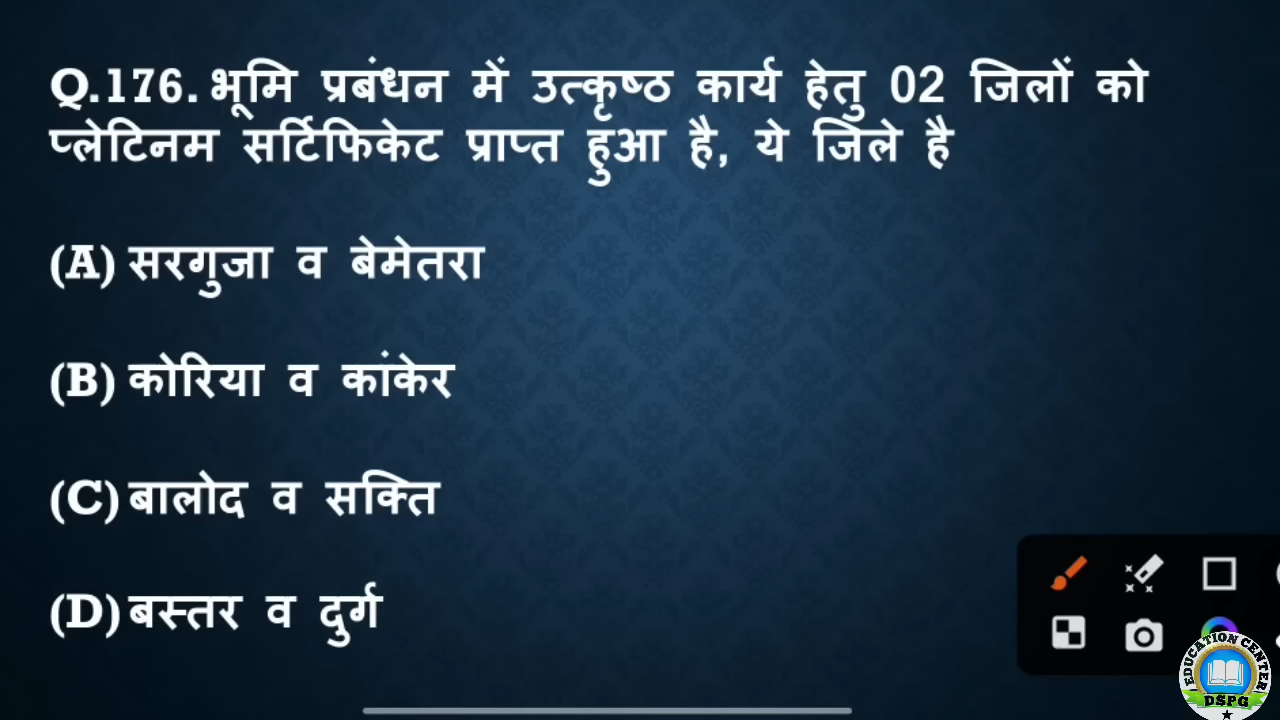 Q.176. भूमि प्रबंधन में उत्कृष्ठ कार्य हेतु 02 जिलों को
प्लेटिनम सर्टिफिकेट प्राप्त हुआ है, ये जिले है
(A) सरगुजा व बेमेतरा
(B) कोरिया व कांकेर
(C) बालोद व सक्ति
(D) बस्तर व दुर्ग
EDUCATION CENTER
DSPG